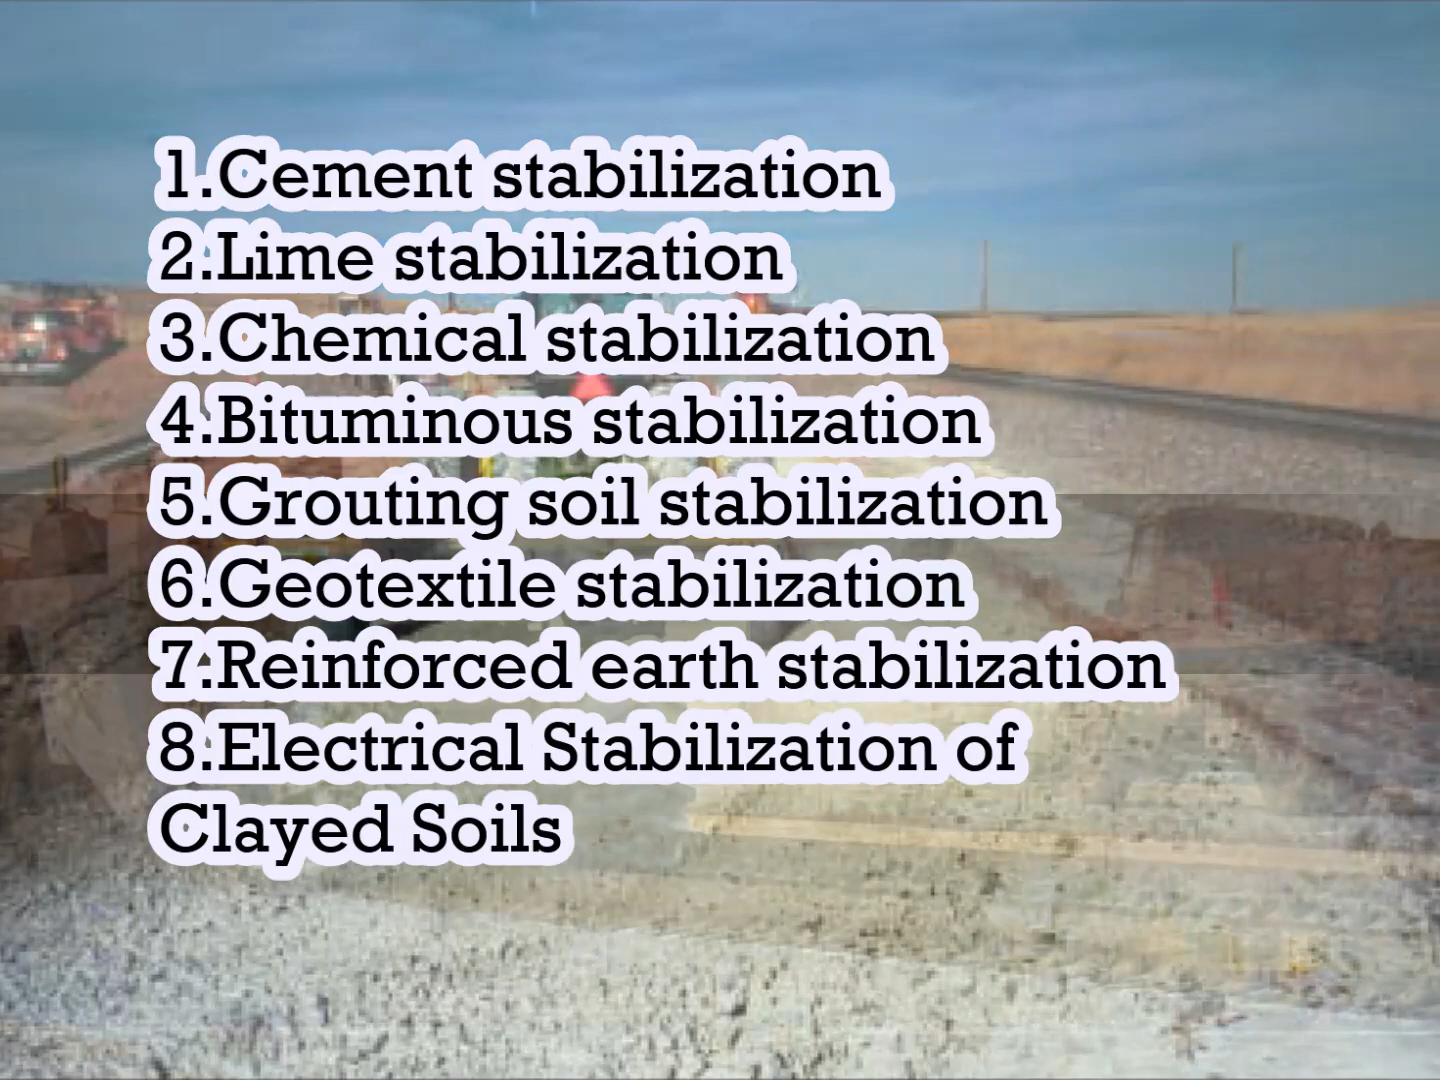 1.Cement stabilization
2.Lime stabilization
3.Chemical stabilization
4.Bituminous stabilization
5.Grouting soil stabilization
6.Geotextile stabilization
7.Reinforced earth stabilization
8.Electrical Stabilization of
Clayed Soils